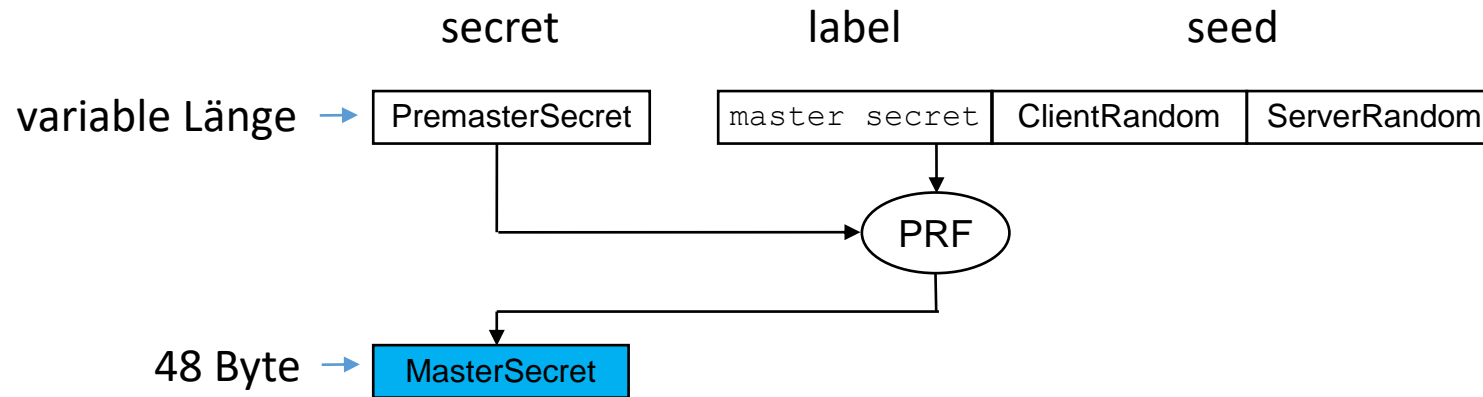 secret label seed
variable Länge PremasterSecret master secret ClientRandom ServerRandom
PRF
48 Byte MasterSecret